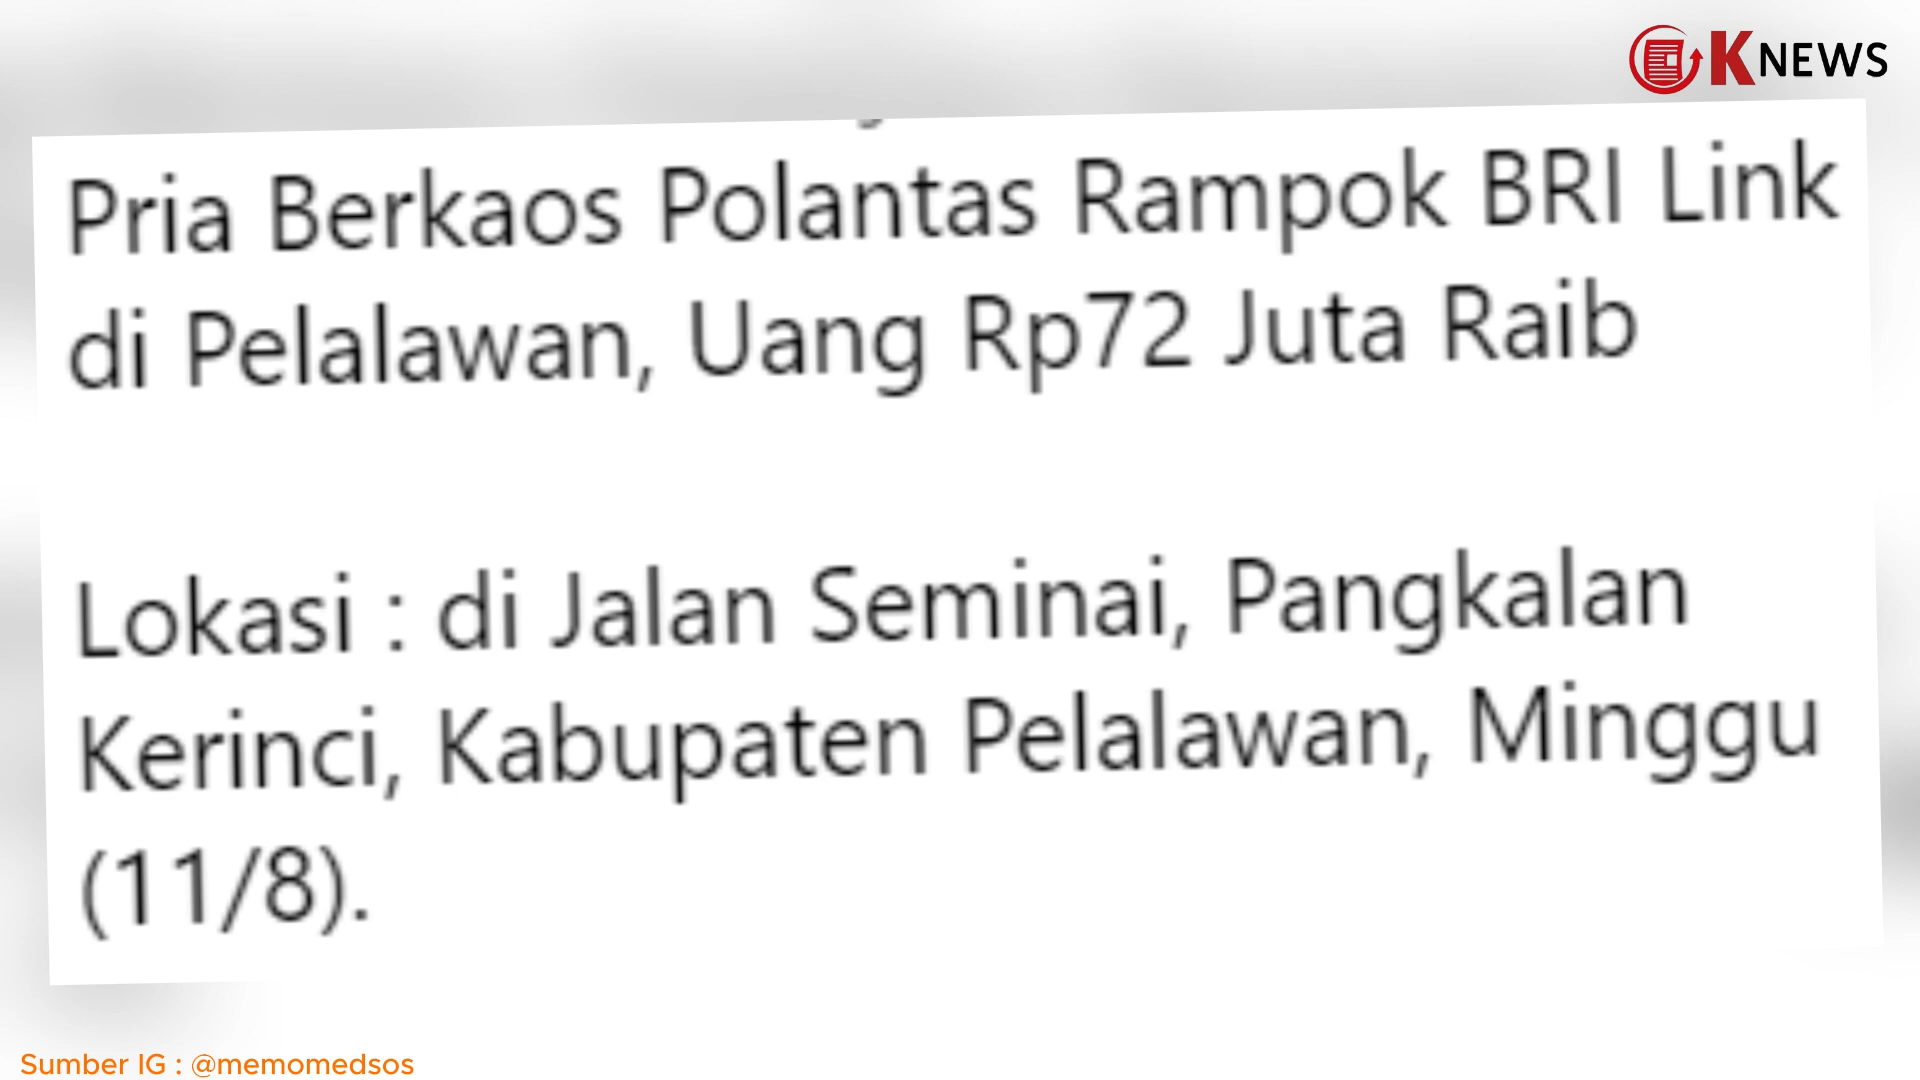 KNEWS
Pria Berkaos Polantas Rampok BRI Link
di Pelalawan, Uang Rp72 Juta Raib
Lokasi : di Jalan Seminai, Pangkalan
Kerinci, Kabupaten Pelalawan, Minggu
(11/8).
Sumber IG : @memomedsos